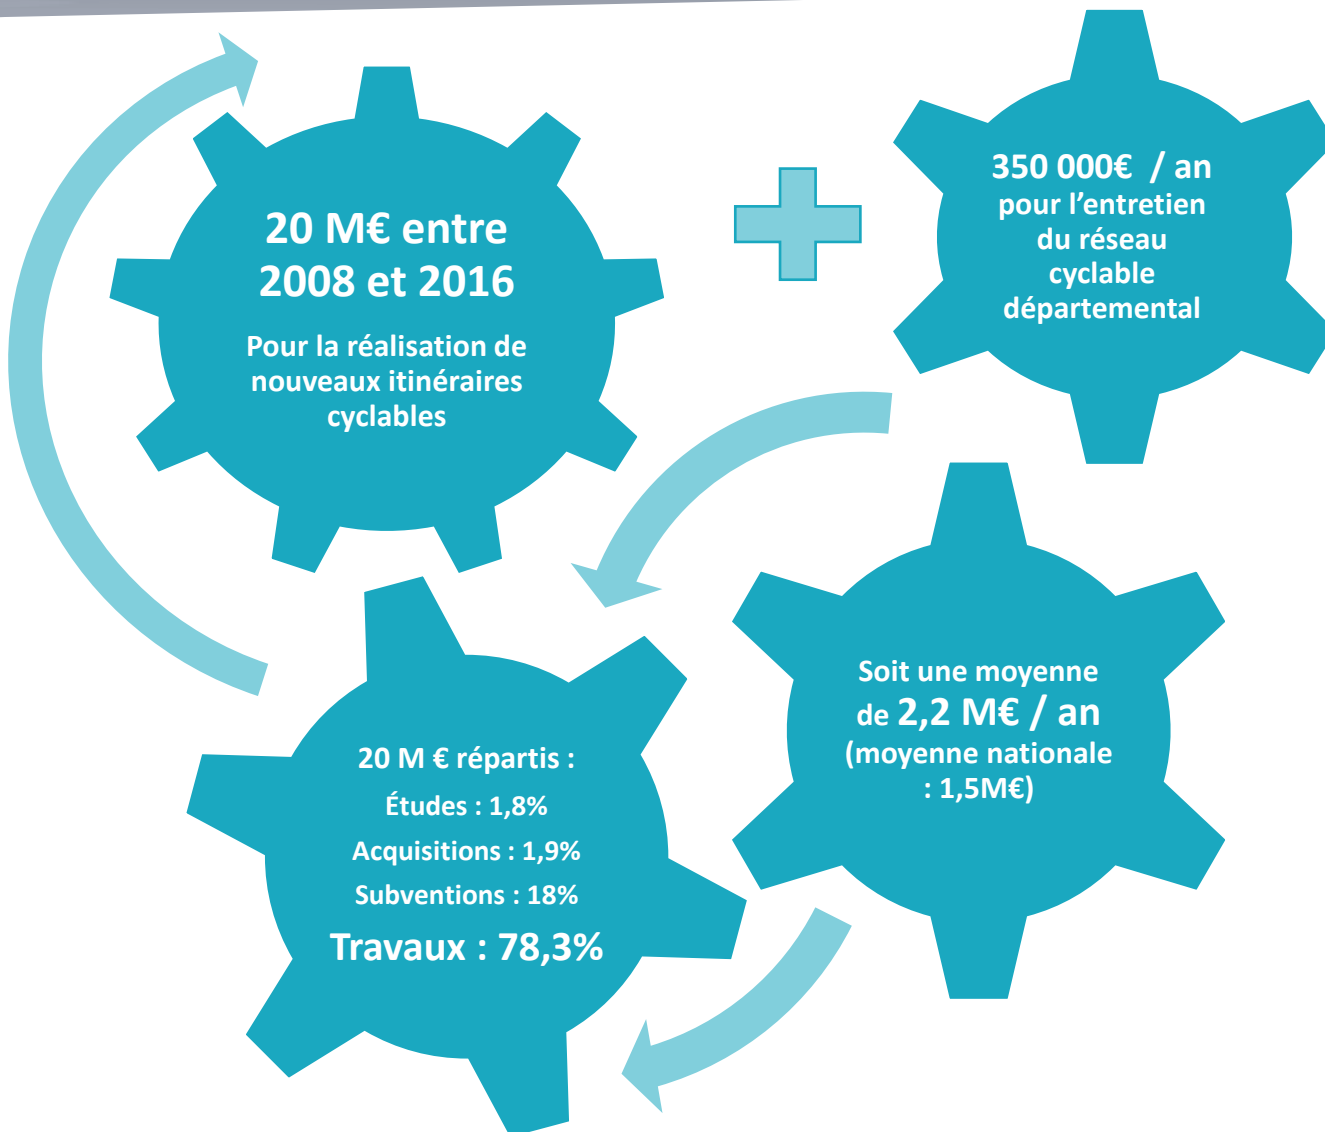 20 M€ entre
2008 et 2016
Pour la réalisation de
nouveaux itinéraires
cyclables
350 000€ / an
pour l’entretien
du réseau
cyclable
départemental
Soit une moyenne
de 2,2 M€ / an
(moyenne nationale
: 1,5M€)
20 M € répartis :
Études : 1,8%
Acquisitions : 1,9%
Subventions : 18%
Travaux : 78,3%